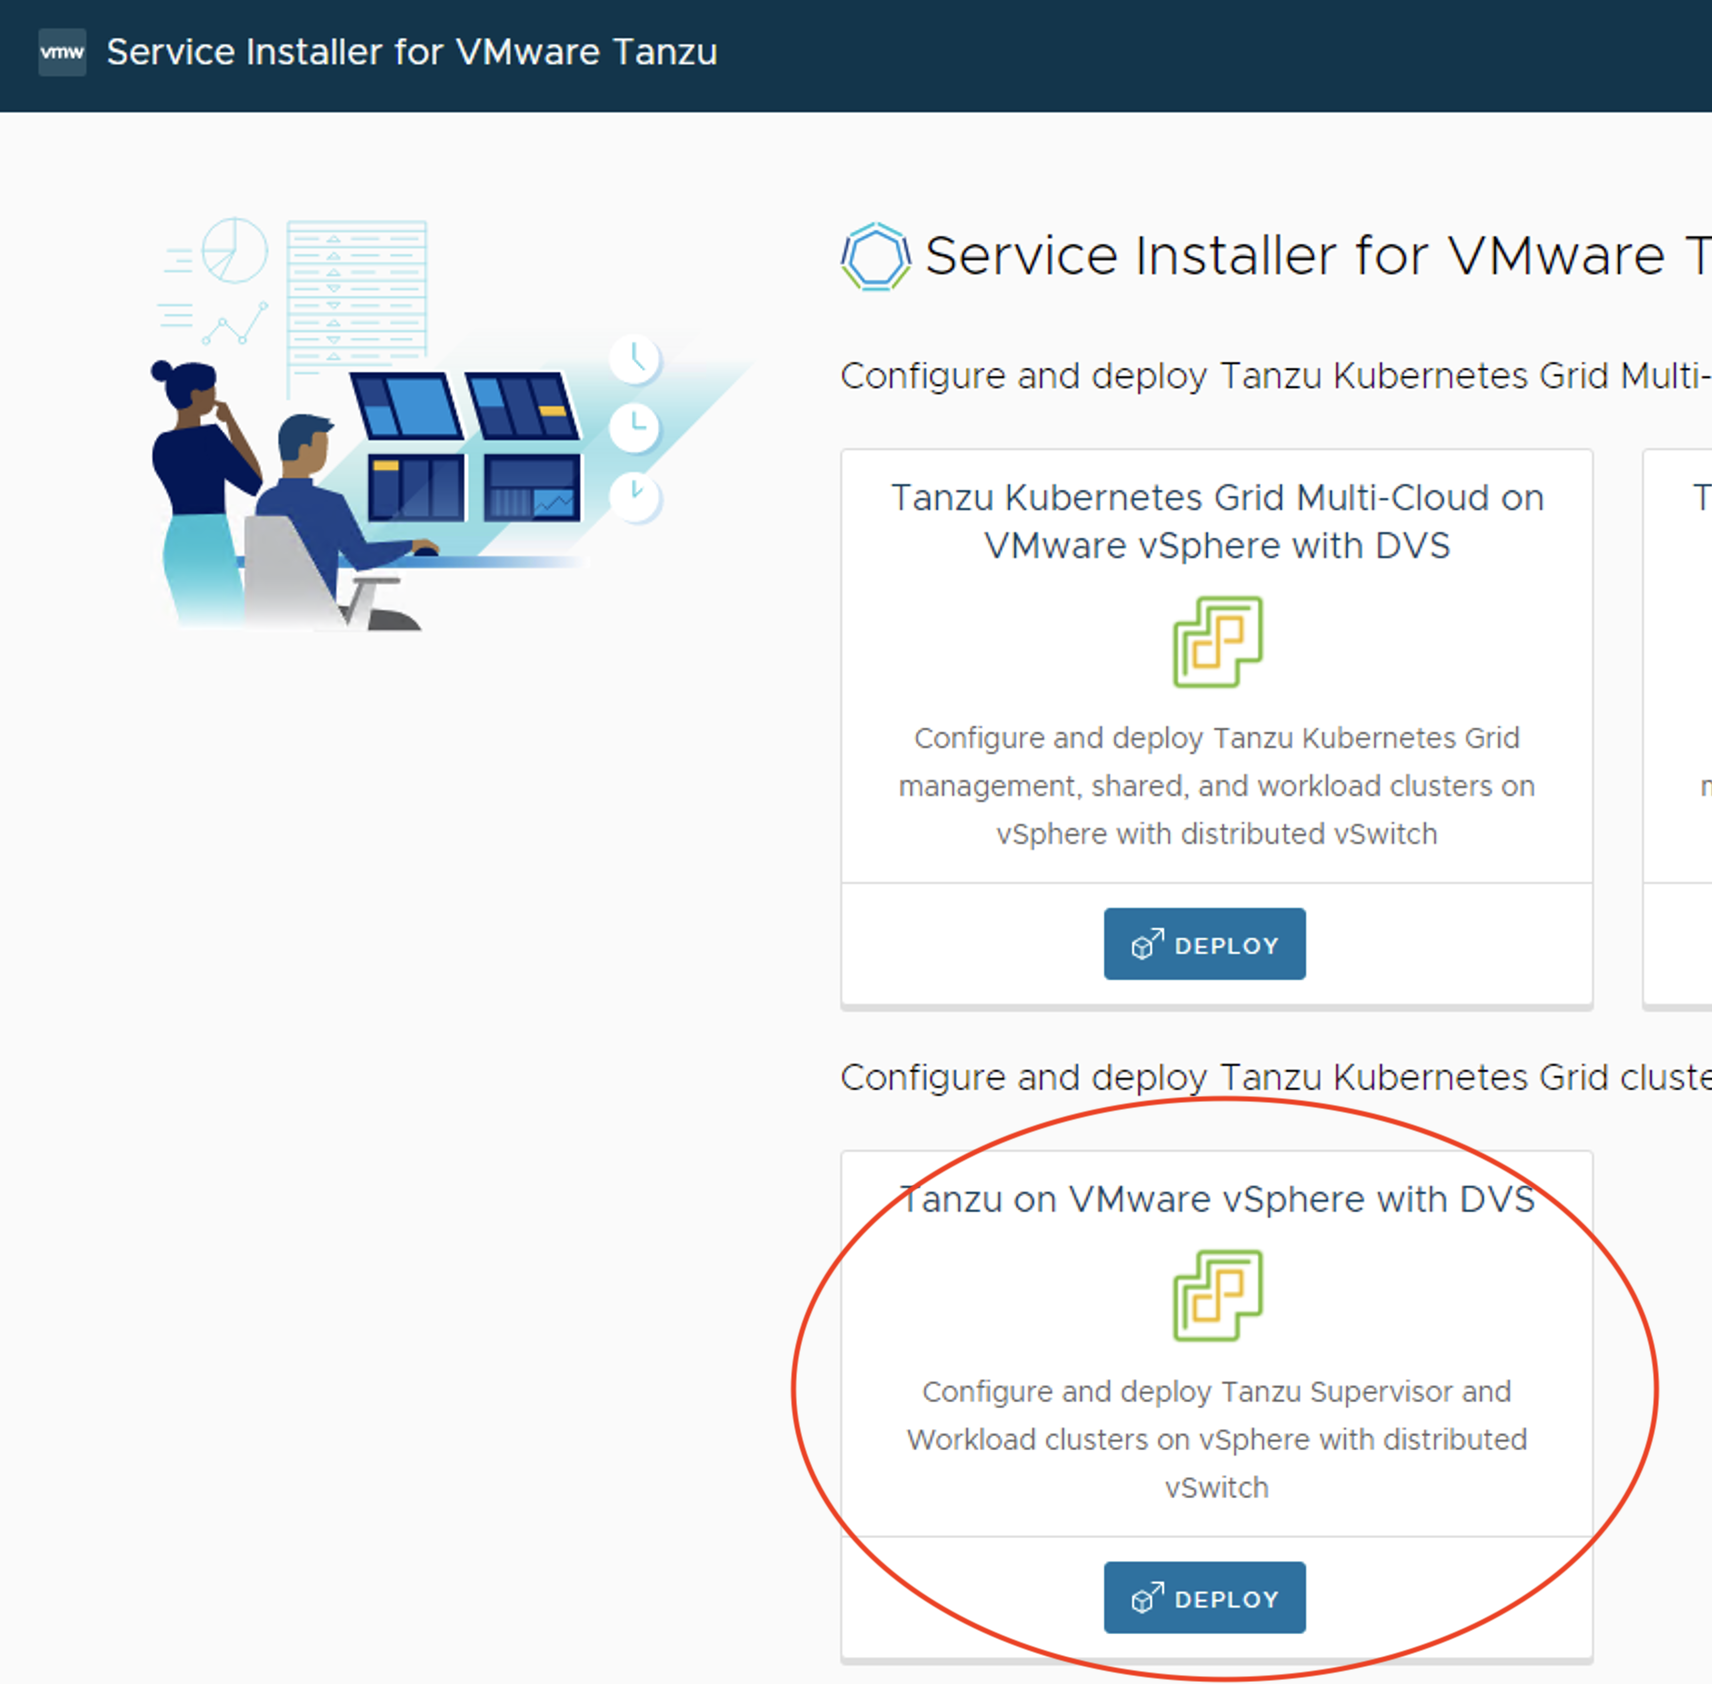 vmw Service Installer for VMware Tanzu
Service Installer for VMware T
Configure and deploy Tanzu Kubernetes Grid Multi-
Tanzu Kubernetes Grid Multi-Cloud on
VMware vSphere with DVS
Configure and deploy Tanzu Kubernetes Grid
management, shared, and workload clusters on
vSphere with distributed vSwitch
DEPLOY
T
Configure and deploy Tanzu Kubernetes Grid cluste
Tanzu on VMware vSphere with DVS
Configure and deploy Tanzu Supervisor and
Workload clusters on vSphere with distributed
vSwitch
DEPLOY